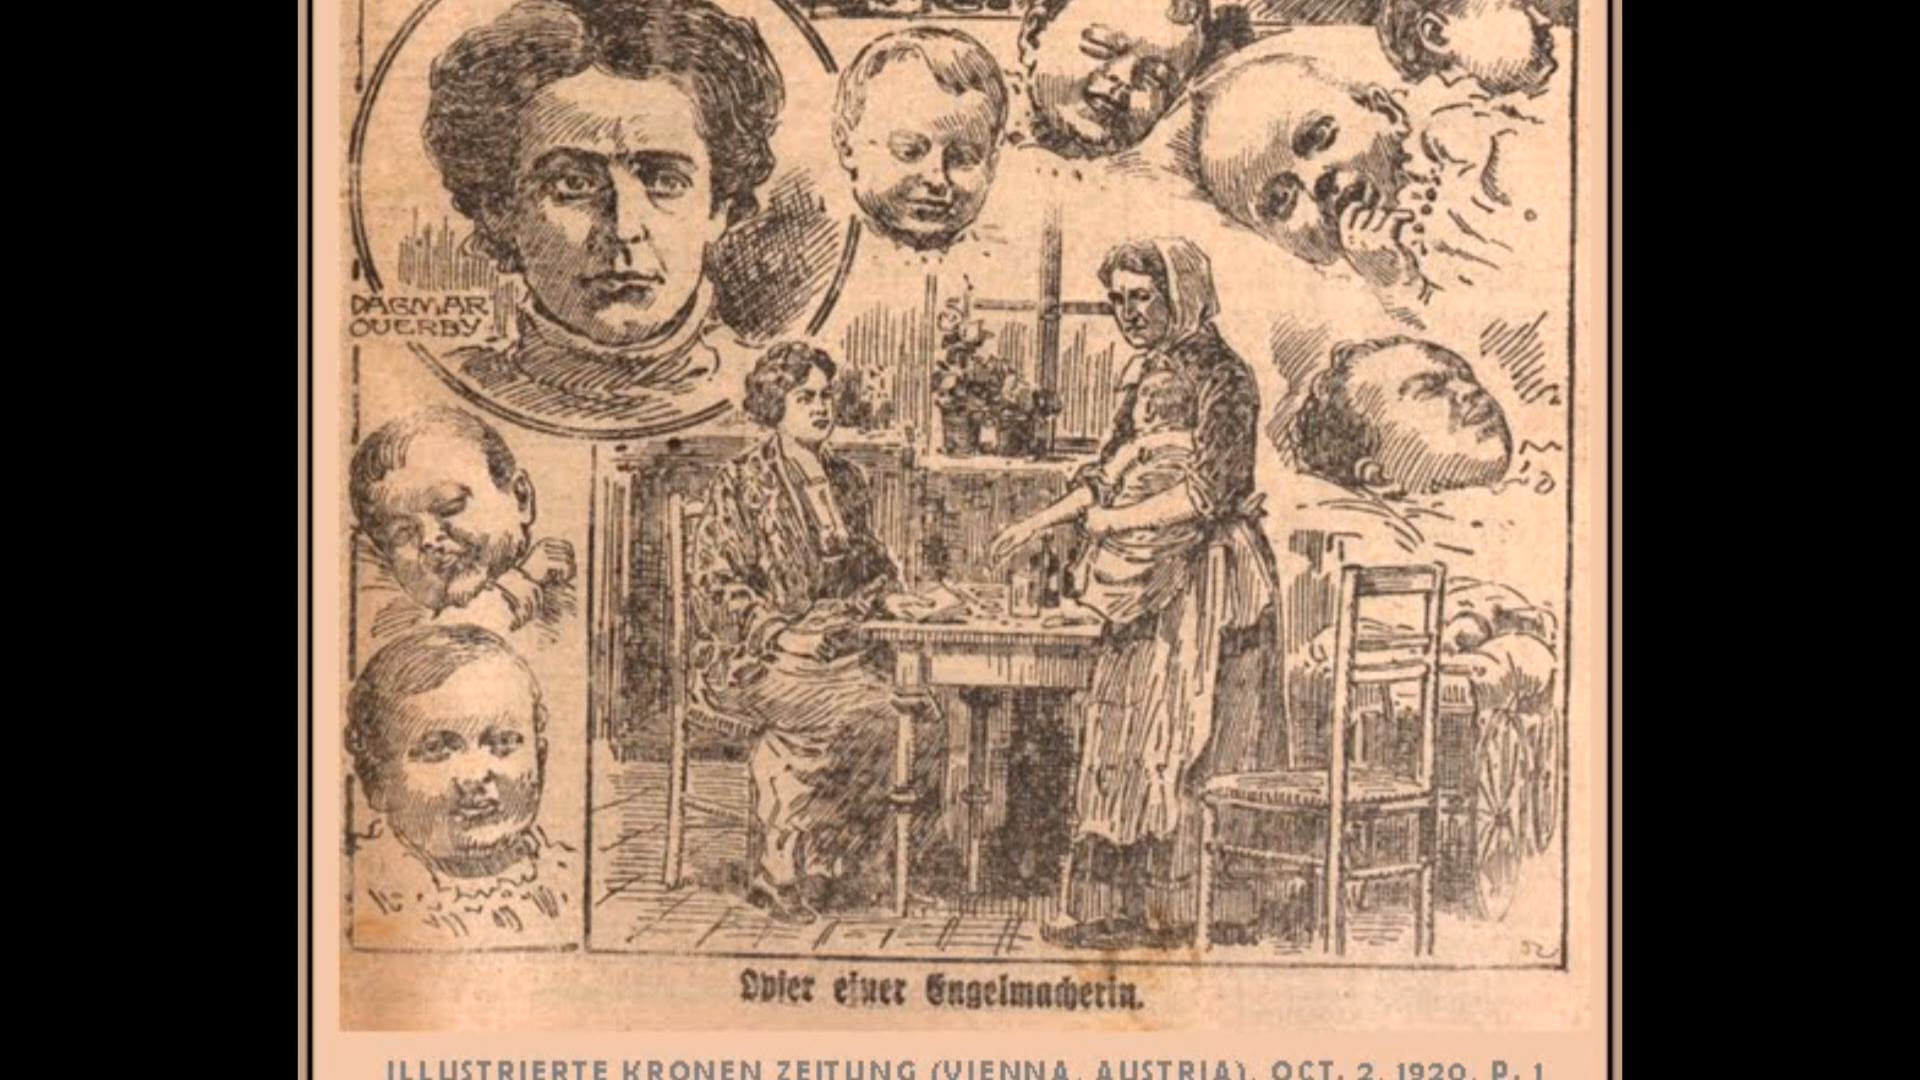 DAGMAR
OVERBY
Opfer einer Engelmacherin.
ILLUSTRIERTE KRONEN ZEITUNG (VIENNA, AUSTRIA), OCT. 2, 1920, P. 1